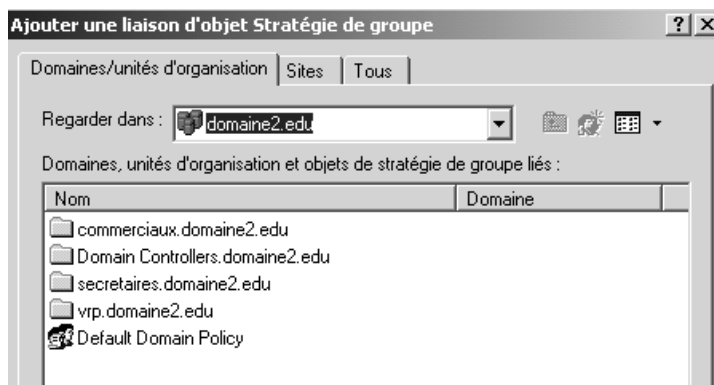 Ajouter une liaison d'objet Stratégie de groupe
Domaines/unités d'organisation Sites Tous
Regarder dans : domaine2.edu
Domaines, unités d'organisation et objets de stratégie de groupe liés :
Nom Domaine
commerciaux.domaine2.edu
Domain Controllers.domaine2.edu
secretaires.domaine2.edu
vrp.domaine2.edu
Default Domain Policy